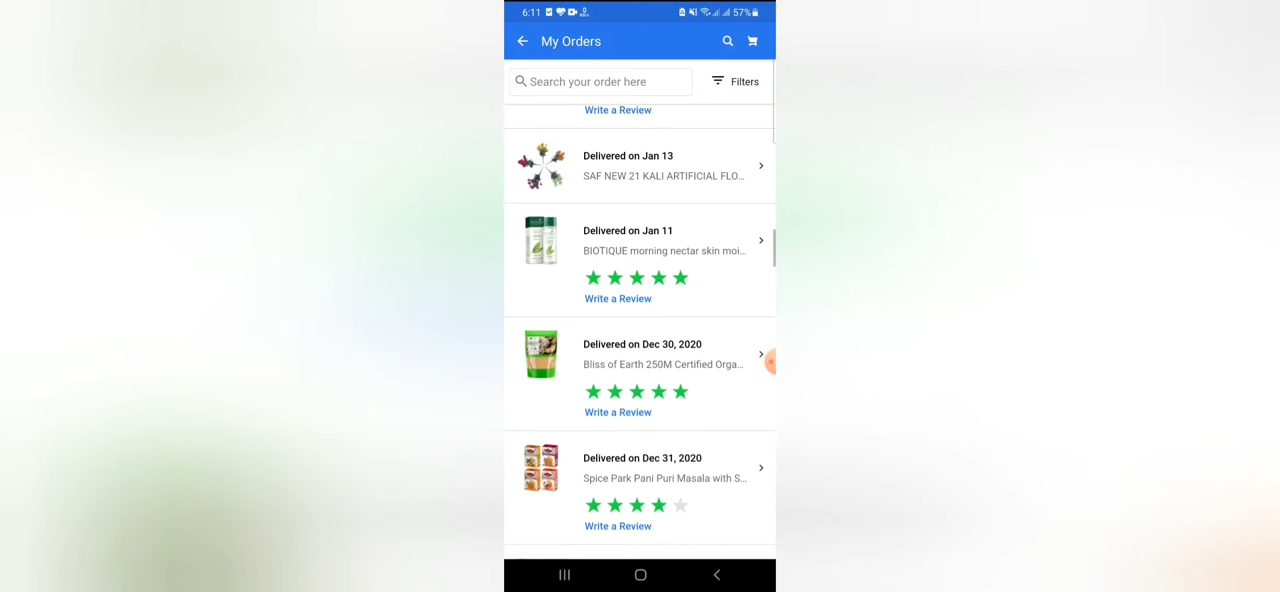 6:11
57%
My Orders
Search your order here
Filters
Write a Review
Delivered on Jan 13
SAF NEW 21 KALI ARTIFICIAL FLO...
Delivered on Jan 11
BIOTIQUE morning nectar skin moi...
Write a Review
Delivered on Dec 30, 2020
Bliss of Earth 250M Certified Orga...
Write a Review
Delivered on Dec 31, 2020
Spice Park Pani Puri Masala with S...
Write a Review